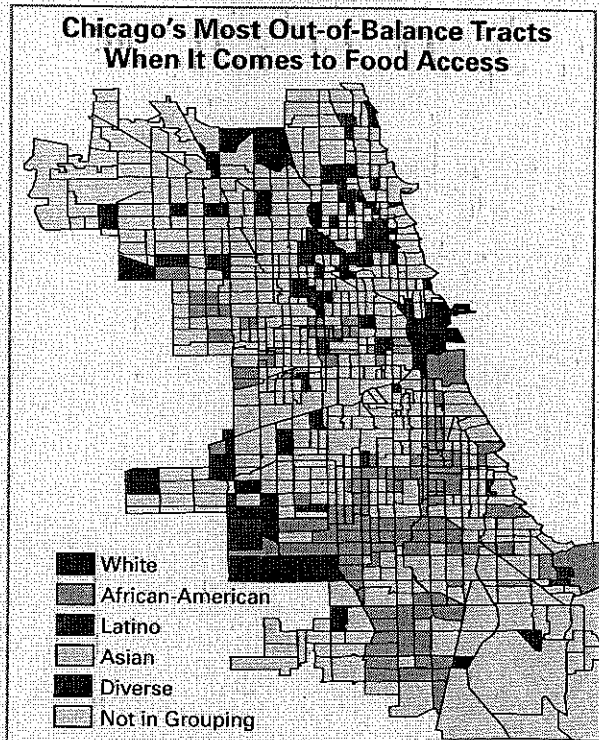 Chicago's Most Out-of-Balance Tracts
When It Comes to Food Access
White
African-American
Latino
Asian
Diverse
Not in Grouping